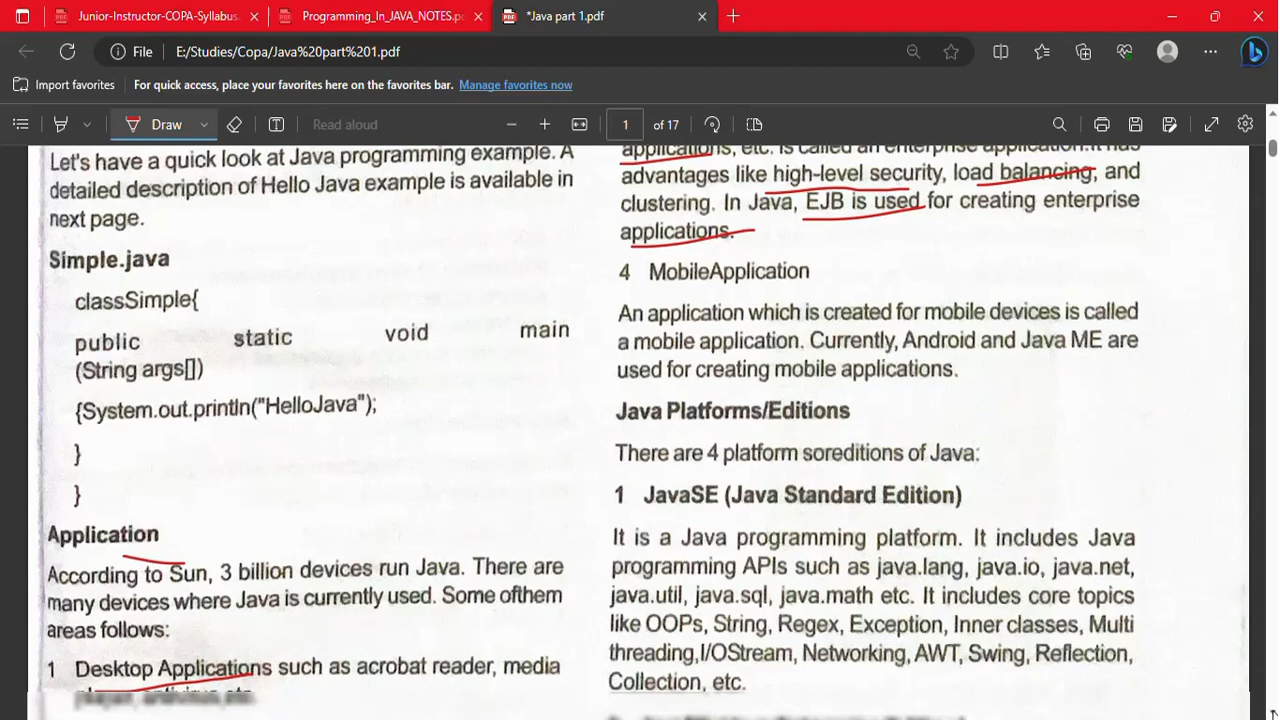 Junior-Instructor-COPA-Syllabus.
Programming_In_JAVA_NOTES.pd
*Java part 1.pdf
File
E:/Studies/Copa/Java%20part%201.pdf
Import favorites
For quick access, place your favorites here on the favorites bar. Manage favorites now
Draw
Read aloud
1
of 17
Let's have a quick look at Java programming example. A
detailed description of Hello Java example is available in
next page.
Simple.java
classSimple{
public static void main
(String args[])
{System.out.println("HelloJava");
}
}
Application
According to Sun, 3 billion devices run Java. There are
many devices where Java is currently used. Some ofthem
areas follows:
1 Desktop Applications such as acrobat reader, media
applications, etc. is called an enterprise application.It has
advantages like high-level security, load balancing, and
clustering. In Java, EJB is used for creating enterprise
applications.
4 MobileApplication
An application which is created for mobile devices is called
a mobile application. Currently, Android and Java ME are
used for creating mobile applications.
Java Platforms/Editions
There are 4 platform soreditions of Java:
1 JavaSE (Java Standard Edition)
It is a Java programming platform. It includes Java
programming APIs such as java.lang, java.io, java.net,
java.util, java.sql, java.math etc. It includes core topics
like OOPs, String, Regex, Exception, Inner classes, Multi
threading,I/OStream, Networking, AWT, Swing, Reflection,
Collection, etc.